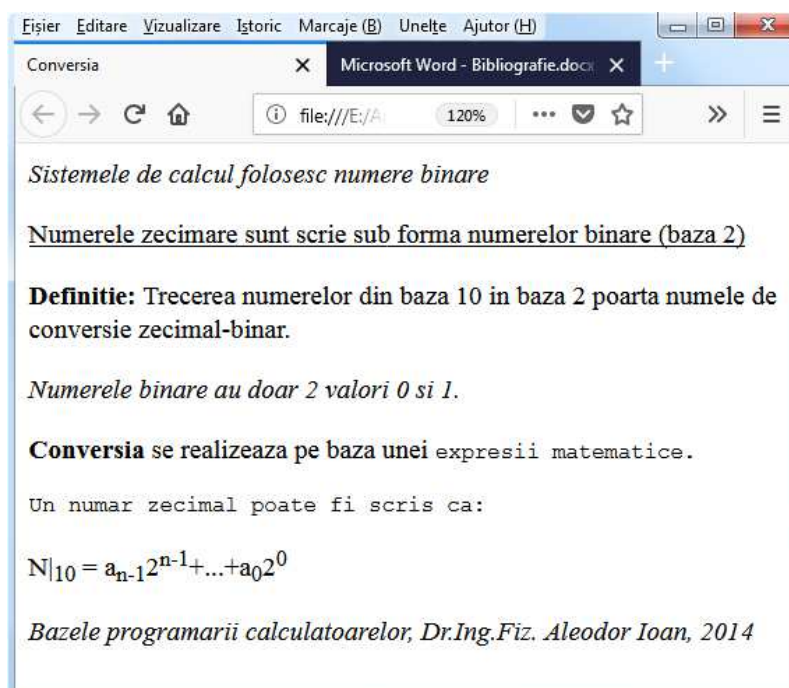 Fișier Editare Vizualizare Istoric Marcaje (B) Unelte Ajutor (H)
Conversia Microsoft Word - Bibliografie.docx
file:///E:/A 120%
Sistemele de calcul folosesc numere binare
Numerele zecimare sunt scrie sub forma numerelor binare (baza 2)
Definitie: Trecerea numerelor din baza 10 in baza 2 poarta numele de
conversie zecimal-binar.
Numerele binare au doar 2 valori 0 si 1.
Conversia se realizeaza pe baza unei expresii matematice.
Un numar zecimal poate fi scris ca:
N|₁₀ = aₙ₋₁2ⁿ⁻¹+...+a₀2⁰
Bazele programarii calculatoarelor, Dr.Ing.Fiz. Aleodor Ioan, 2014